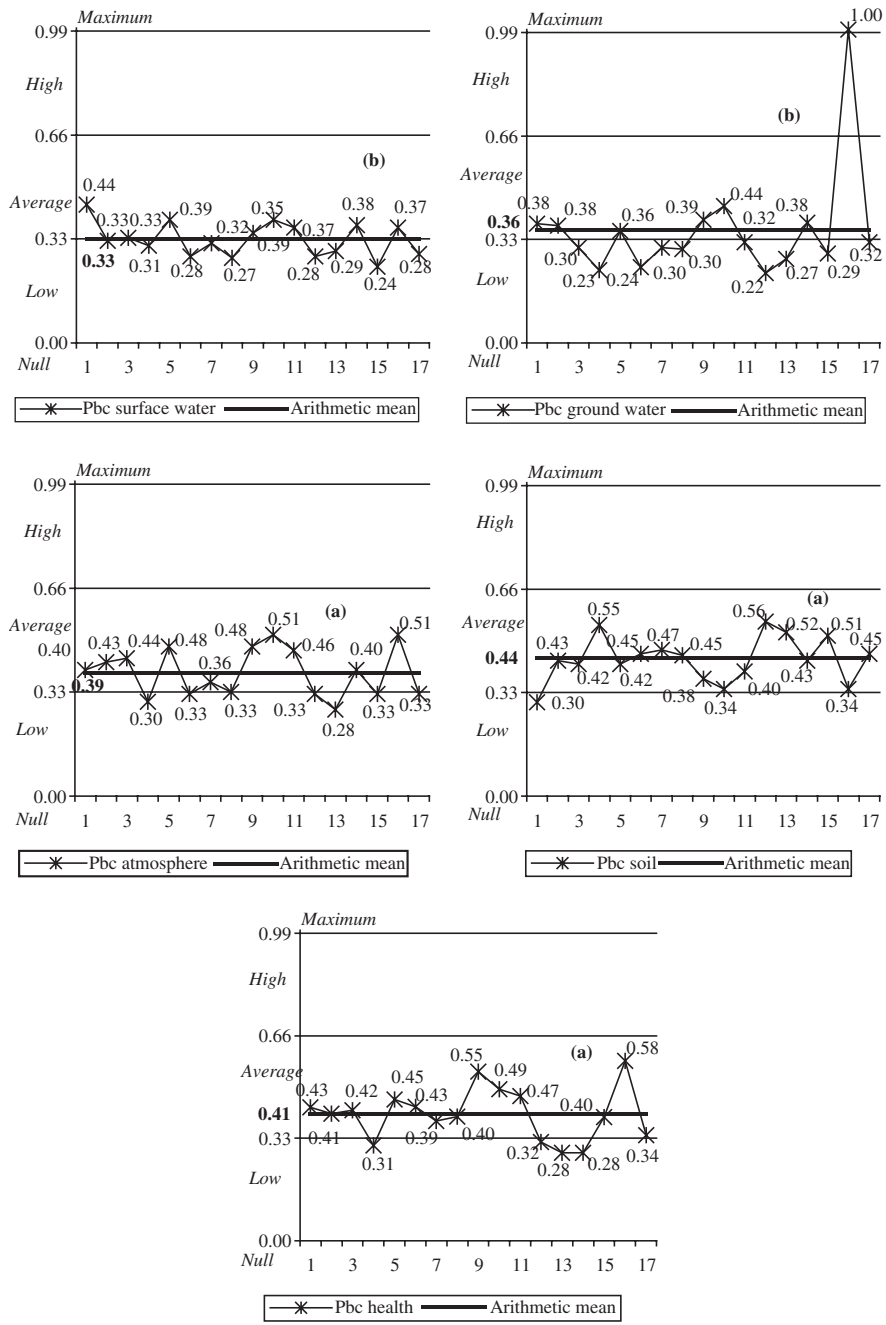 Maximum
0.99
High
(b)
0.66
0.44
Average
0.330.33
0.39
0.32
0.35
0.37
0.38
0.37
0.33
0.33
0.31
0.28
0.27
0.39
0.28
0.29
0.24
0.28
Low
0.00
Null
1 3 5 7 9 11 13 15 17
Pbc surface water Arithmetic mean
Maximum
1.00
0.99
High
(b)
0.66
Average
0.38
0.38
0.36
0.39
0.44
0.32
0.38
0.36
0.33
0.30
0.23
0.24
0.30
0.30
0.22
0.27
0.29
0.32
Low
0.00
Null
1 3 5 7 9 11 13 15 17
Pbc ground water Arithmetic mean
Maximum
0.99
High
0.66
(a)
Average
0.40
0.43
0.44
0.48
0.36
0.48
0.51
0.46
0.40
0.51
0.39
0.33
0.30
0.33
0.33
0.33
0.28
0.33
0.33
Low
0.00
Null
1 3 5 7 9 11 13 15 17
Pbc atmosphere Arithmetic mean
Maximum
0.99
High
0.66
(a)
Average
0.43
0.55
0.45
0.47
0.45
0.56
0.52
0.51
0.45
0.44
0.33
0.30
0.42
0.42
0.38
0.34
0.40
0.43
0.34
Low
0.00
Null
1 3 5 7 9 11 13 15 17
Pbc soil Arithmetic mean
Maximum
0.99
High
0.66
(a)
Average
0.43
0.42
0.45
0.43
0.55
0.49
0.47
0.40
0.58
0.41
0.41
0.33
0.31
0.39
0.40
0.32
0.28
0.28
0.34
Low
0.00
Null
1 3 5 7 9 11 13 15 17
Pbc health Arithmetic mean